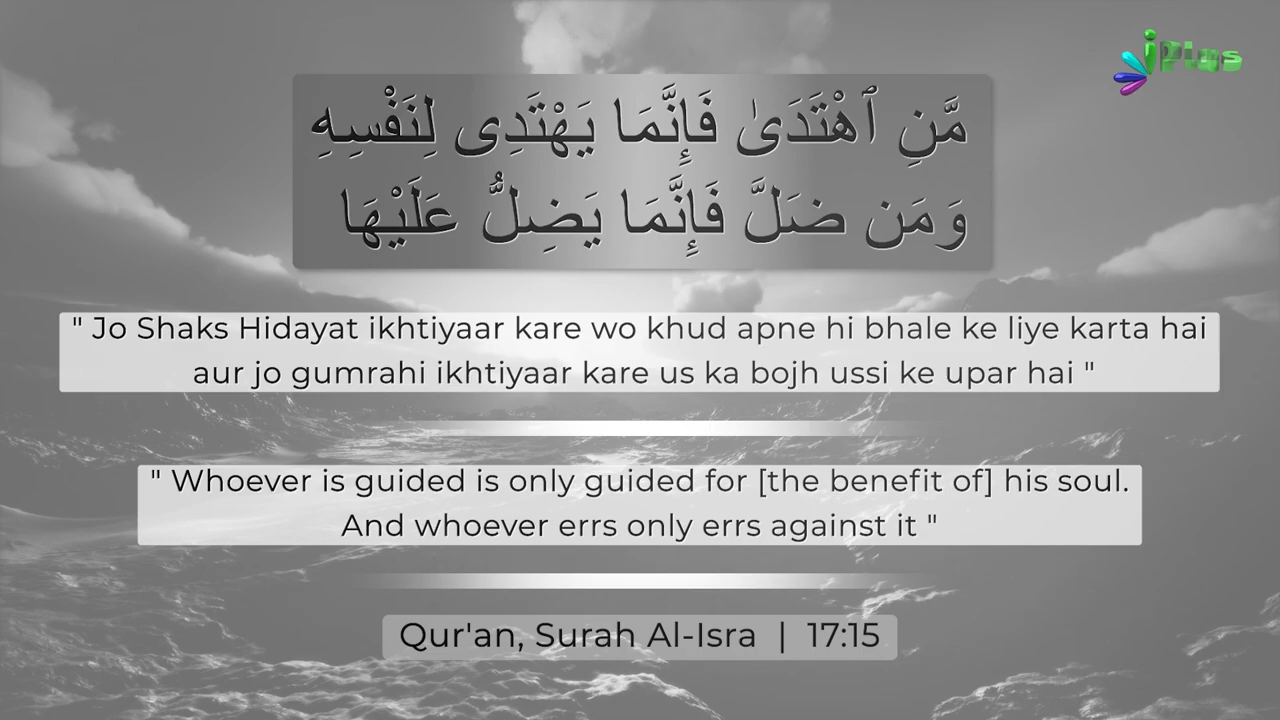 iPlus
مَّنِ ٱهْتَدَىٰ فَإِنَّمَا يَهْتَدِى لِنَفْسِهِ
وَمَن ضَلَّ فَإِنَّمَا يَضِلُّ عَلَيْهَا
" Jo Shaks Hidayat ikhtiyaar kare wo khud apne hi bhale ke liye karta hai
aur jo gumrahi ikhtiyaar kare us ka bojh ussi ke upar hai "
" Whoever is guided is only guided for [the benefit of] his soul.
And whoever errs only errs against it "
Qur'an, Surah Al-Isra | 17:15